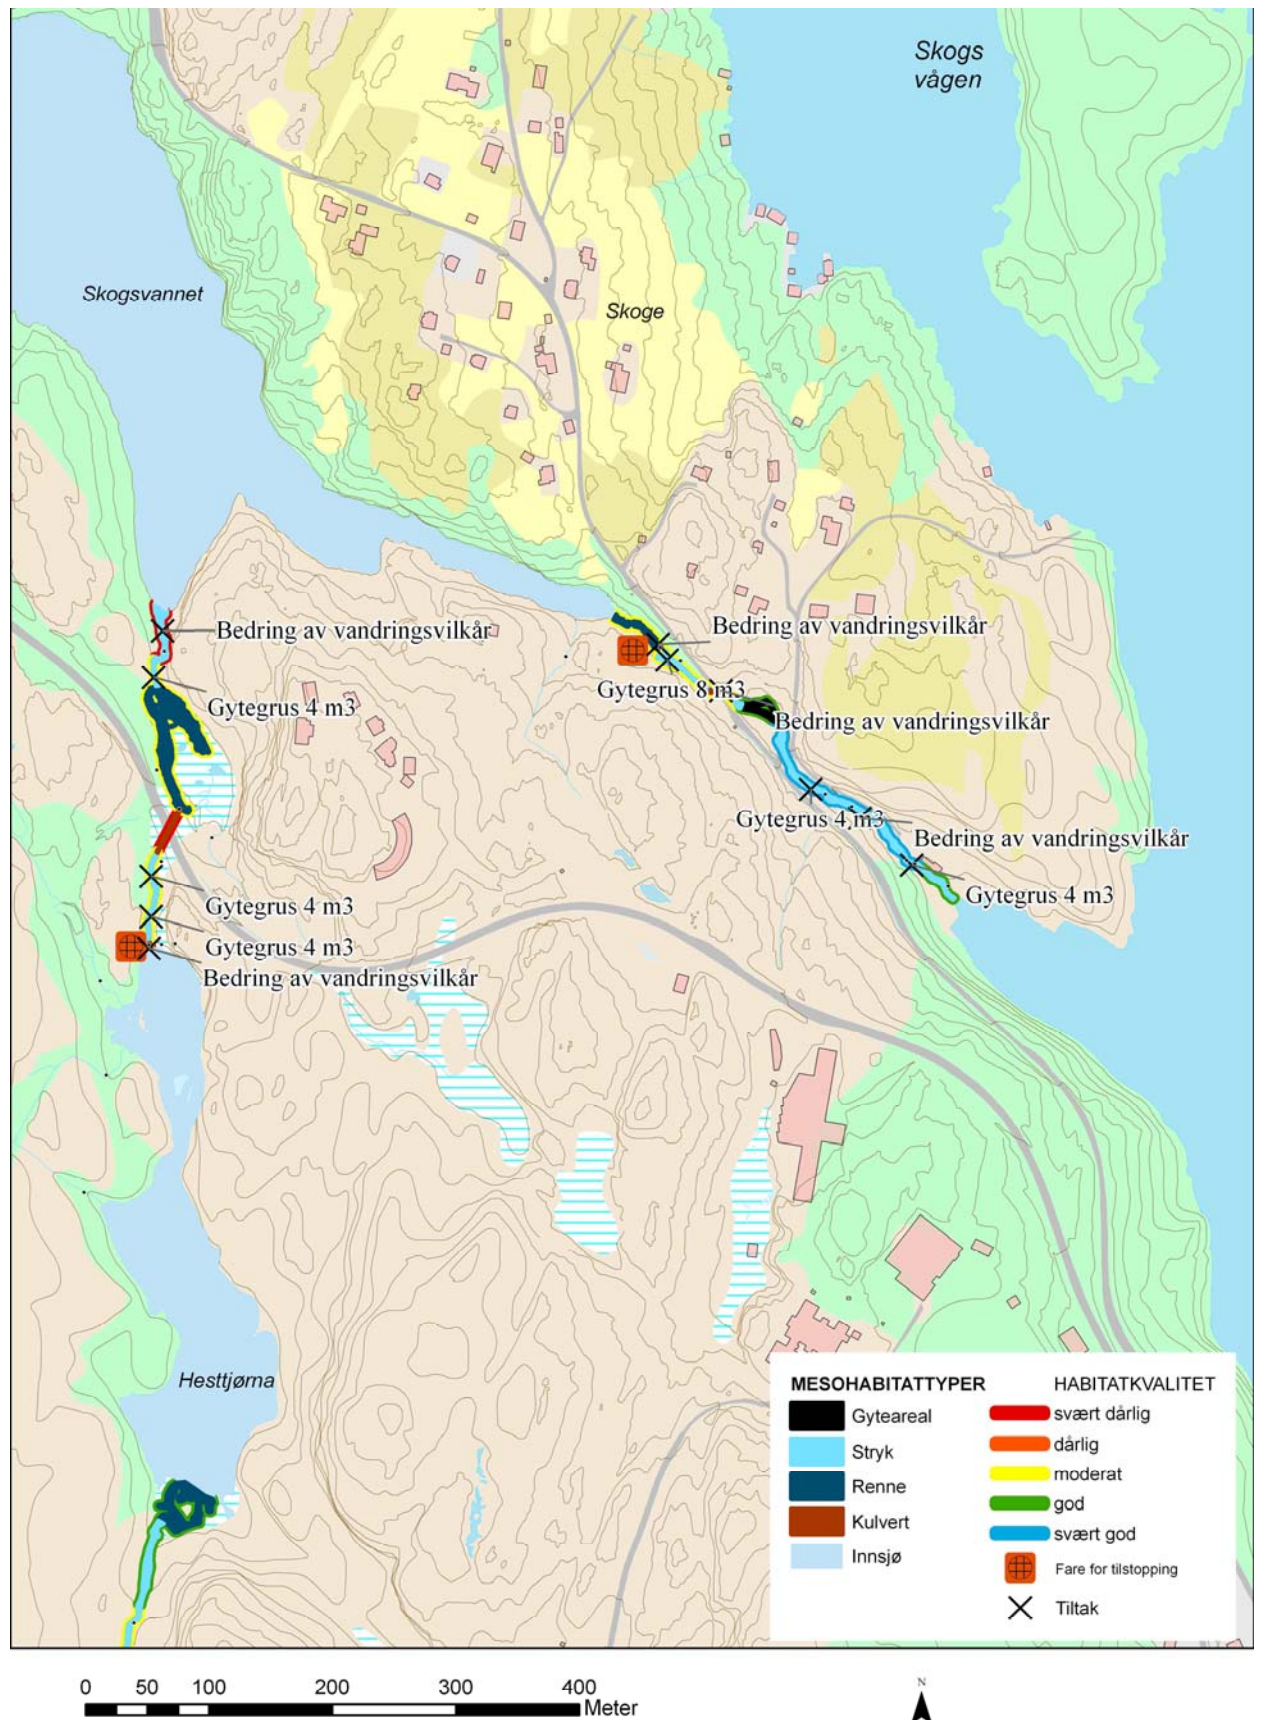 Skogs
vågen
Skogsvannet
Skoge
Bedring av vandringsvilkår
Bedring av vandringsvilkår
Gytegrus 8 m3
Gytegrus 4 m3
Bedring av vandringsvilkår
Gytegrus 4 m3
Bedring av vandringsvilkår
Gytegrus 4 m3
Gytegrus 4 m3
Gytegrus 4 m3
Bedring av vandringsvilkår
Hesttjørna
MESOHABITATTYPER
Gyteareal
Stryk
Renne
Kulvert
Innsjø
HABITATKVALITET
svært dårlig
dårlig
moderat
god
svært god
Fare for tilstopping
Tiltak
0 50 100 200 300 400
Meter
N